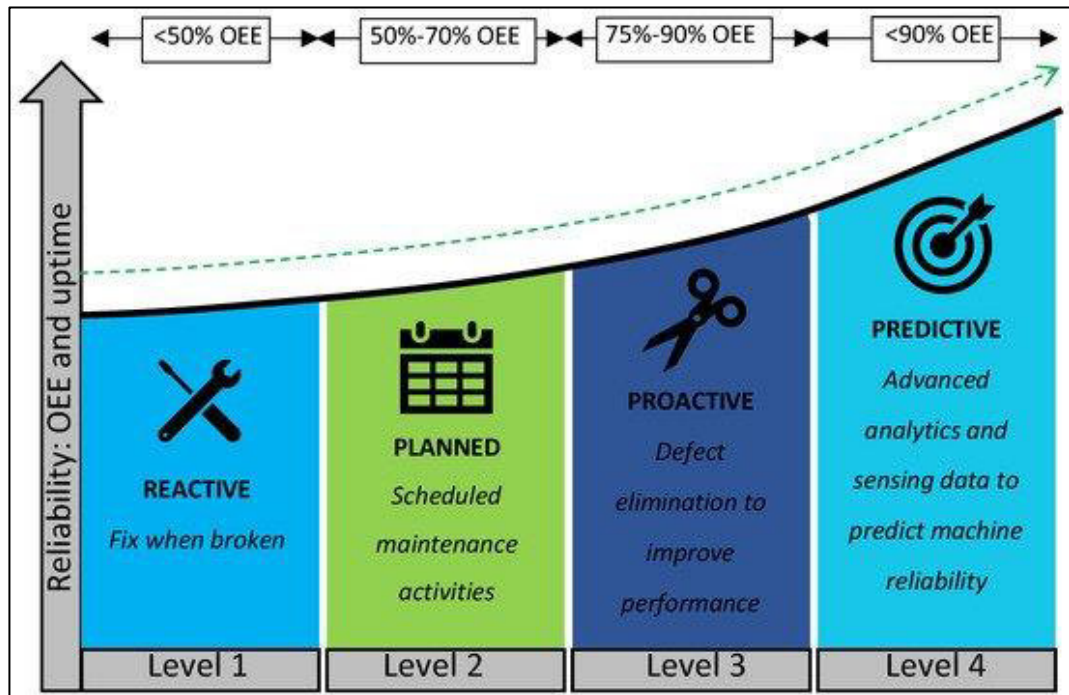 <50% OEE
50%-70% OEE
75%-90% OEE
<90% OEE
Reliability: OEE and uptime
REACTIVE
Fix when broken
PLANNED
Scheduled
maintenance
activities
PROACTIVE
Defect
elimination to
improve
performance
PREDICTIVE
Advanced
analytics and
sensing data to
predict machine
reliability
Level 1
Level 2
Level 3
Level 4